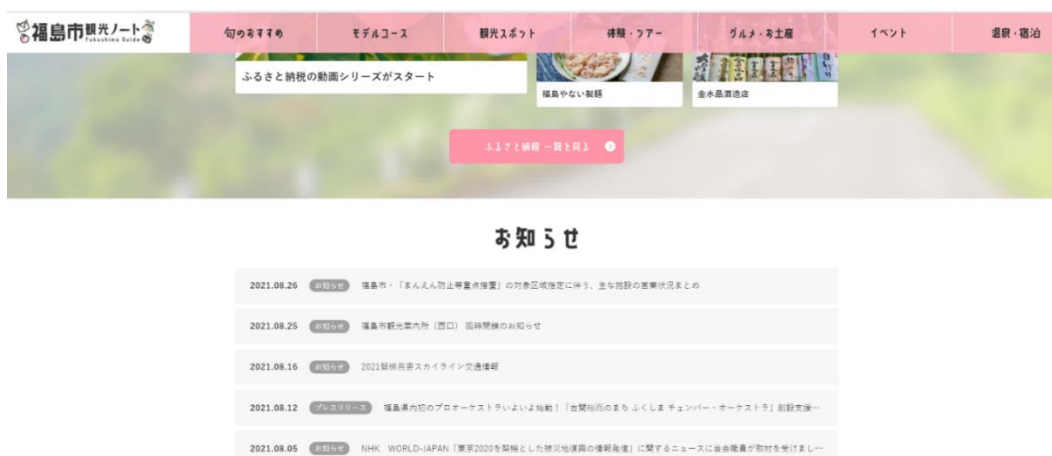 福島市観光ノート
Fukushima Guide
旬のおすすめ
モデルコース
観光スポット
体験・ツアー
グルメ・お土産
イベント
温泉・宿泊
ふるさと納税の動画シリーズがスタート
福島やない製麺
金水晶酒造店
ふるさと納税 一覧を見る
お知らせ
2021.08.26 お知らせ 福島市・「まんえん防止等重点措置」の対象区域指定に伴う、主な施設の営業状況まとめ
2021.08.25 お知らせ 福島市観光案内所（西口） 臨時閉鎖のお知らせ
2021.08.16 お知らせ 2021磐梯吾妻スカイライン交通情報
2021.08.12 プレスリリース 福島県内初のプロオーケストラいよいよ始動！「古関裕而のまち ふくしま チェンバー・オーケストラ」創設支援…
2021.08.05 お知らせ NHK WORLD-JAPAN「東京2020を契機とした被災地復興の情報発信」に関するニュースに当会職員が取材を受けまし…